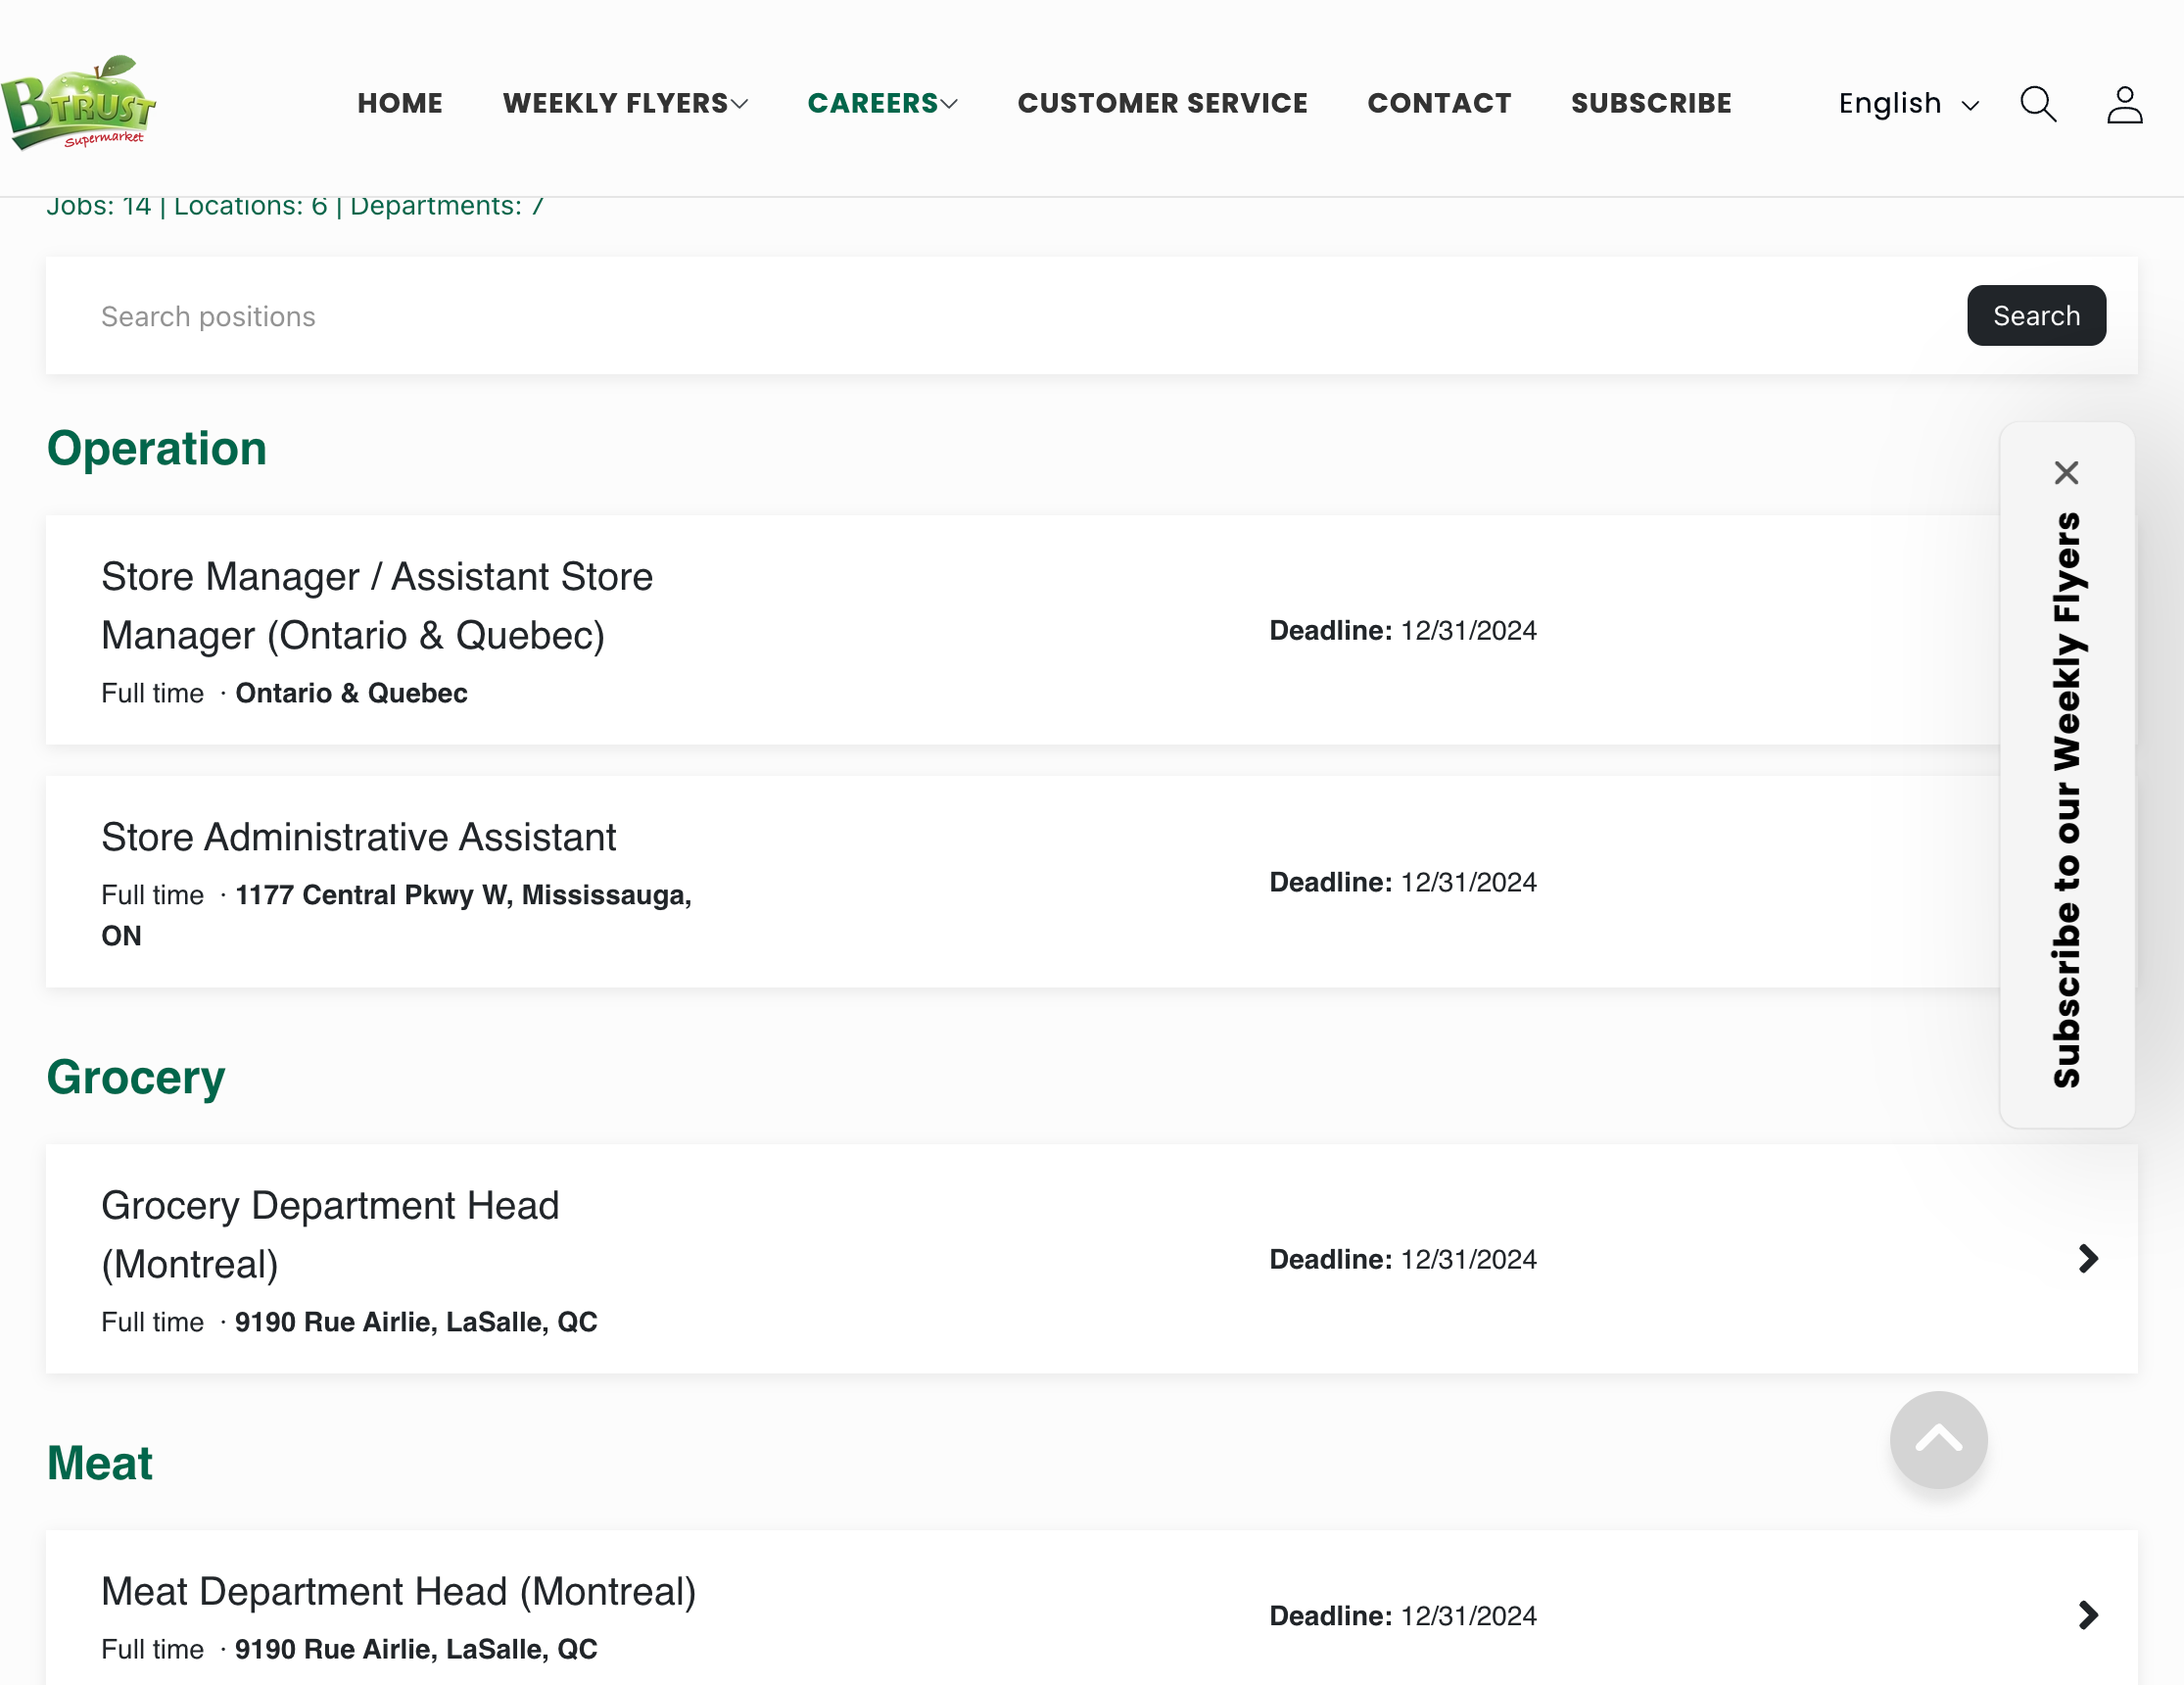 BTRUST
Supermarket
HOME
WEEKLY FLYERS
CAREERS
CUSTOMER SERVICE
CONTACT
SUBSCRIBE
English
Jobs: 14 | Locations: 6 | Departments: 7
Search positions
Search
Operation
Store Manager / Assistant Store
Manager (Ontario & Quebec)
Full time · Ontario & Quebec
Deadline: 12/31/2024
Store Administrative Assistant
Full time · 1177 Central Pkwy W, Mississauga,
ON
Deadline: 12/31/2024
Subscribe to our Weekly Flyers
Grocery
Grocery Department Head
(Montreal)
Full time · 9190 Rue Airlie, LaSalle, QC
Deadline: 12/31/2024
Meat
Meat Department Head (Montreal)
Full time · 9190 Rue Airlie, LaSalle, QC
Deadline: 12/31/2024